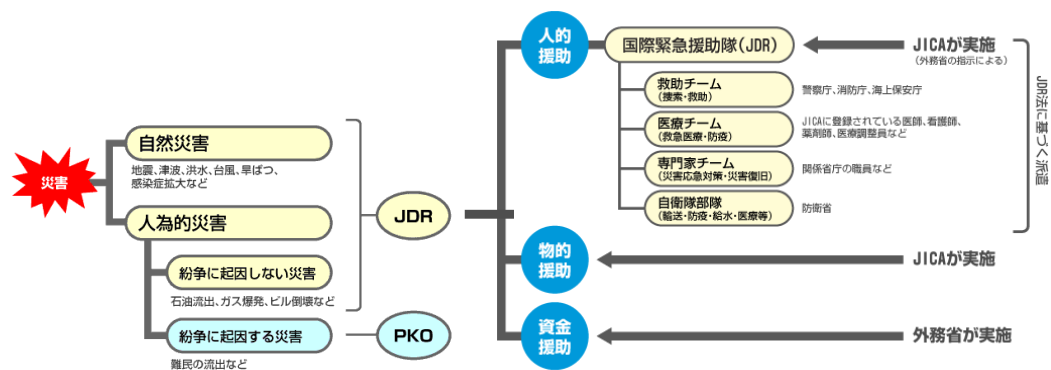 災害
自然災害
地震、津波、洪水、台風、旱ばつ、
感染症拡大など
人為的災害
紛争に起因しない災害
石油流出、ガス爆発、ビル倒壊など
紛争に起因する災害
難民の流出など
JDR
PKO
人的
援助
国際緊急援助隊（JDR）
JICAが実施
（外務省の指示による）
救助チーム
（捜索・救助）
警察庁、消防庁、海上保安庁
医療チーム
（救急医療・防疫）
JICAに登録されている医師、看護師、
薬剤師、医療調整員など
専門家チーム
（災害応急対策・災害復旧）
関係省庁の職員など
自衛隊部隊
（輸送・防疫・給水・医療等）
防衛省
JDR法に基づく派遣
物的
援助
JICAが実施
資金
援助
外務省が実施